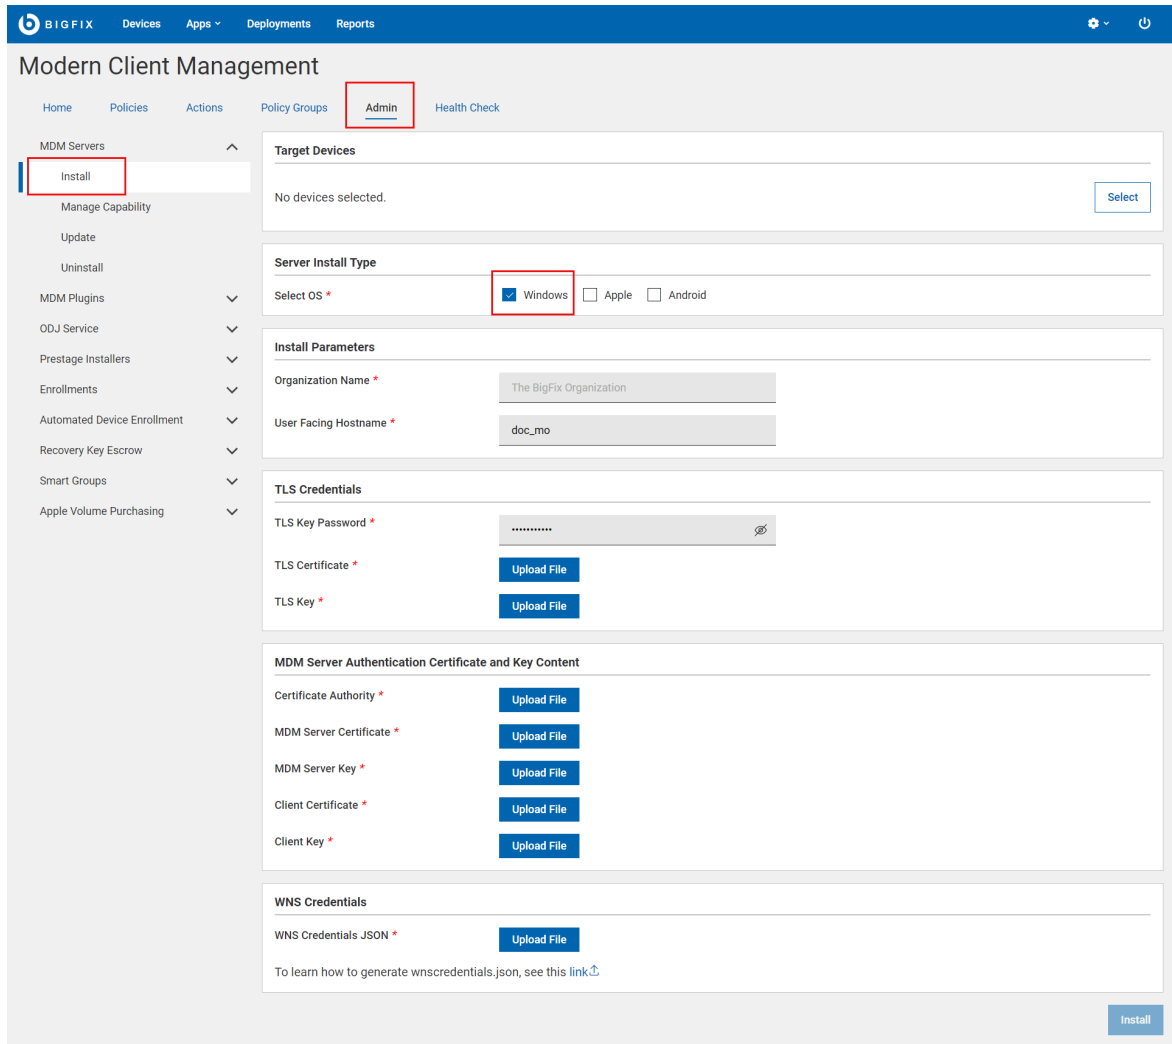 BIGFIX Devices Apps Deployments Reports
Modern Client Management
Home Policies Actions Policy Groups Admin Health Check
MDM Servers
Install
Manage Capability
Update
Uninstall
MDM Plugins
ODJ Service
Prestage Installers
Enrollments
Automated Device Enrollment
Recovery Key Escrow
Smart Groups
Apple Volume Purchasing
Target Devices
No devices selected. Select
Server Install Type
Select OS * Windows Apple Android
Install Parameters
Organization Name * The BigFix Organization
User Facing Hostname * doc_mo
TLS Credentials
TLS Key Password * •••••••••••
TLS Certificate * Upload File
TLS Key * Upload File
MDM Server Authentication Certificate and Key Content
Certificate Authority * Upload File
MDM Server Certificate * Upload File
MDM Server Key * Upload File
Client Certificate * Upload File
Client Key * Upload File
WNS Credentials
WNS Credentials JSON * Upload File
To learn how to generate wnscredentials.json, see this link
Install